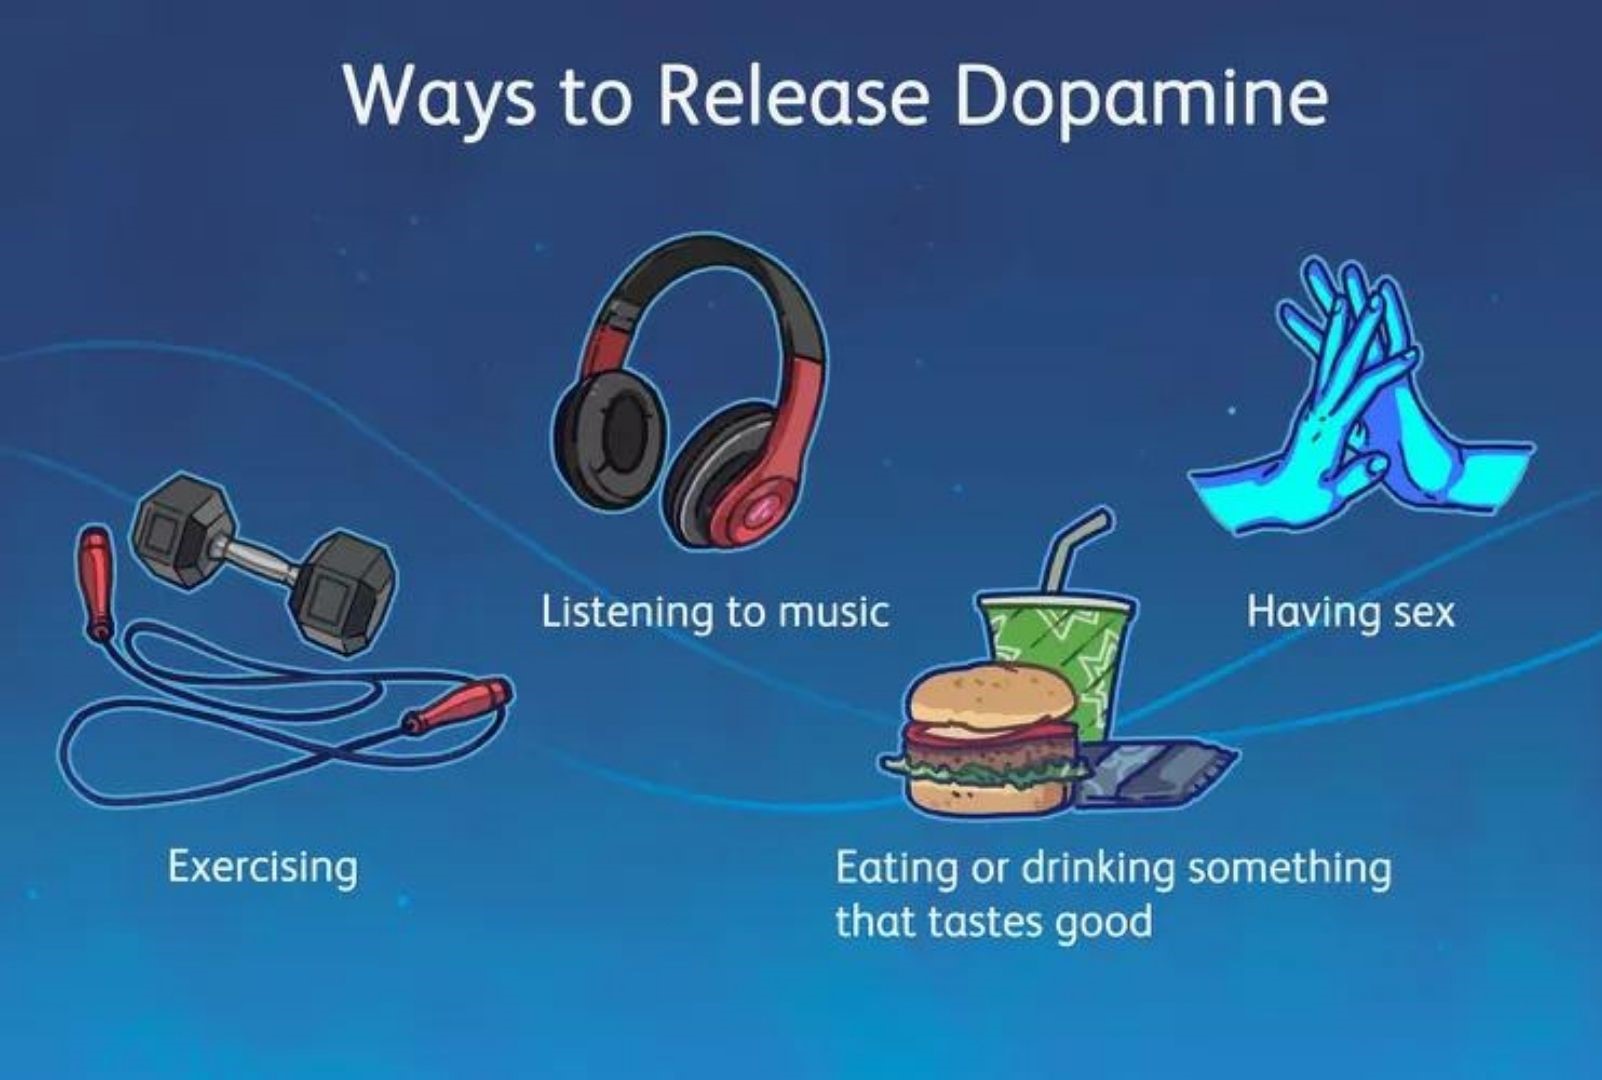 Ways to Release Dopamine
Listening to music
Having sex
Exercising
Eating or drinking something
that tastes good